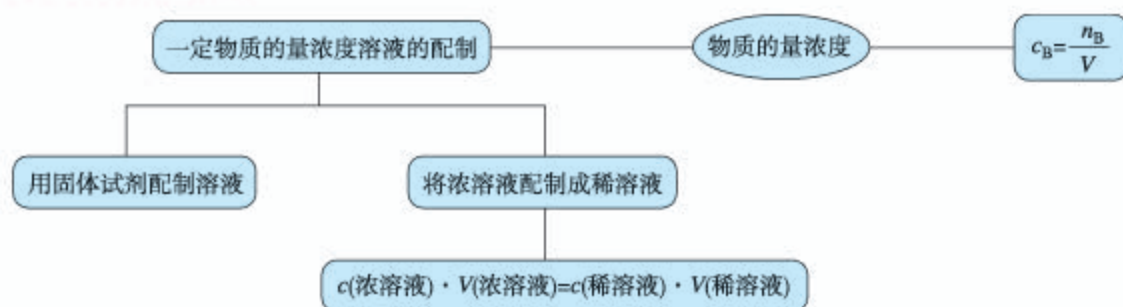 一定物质的量浓度溶液的配制
物质的量浓度
c_B=n_B/V
用固体试剂配制溶液
将浓溶液配制成稀溶液
c(浓溶液)·V(浓溶液)=c(稀溶液)·V(稀溶液)